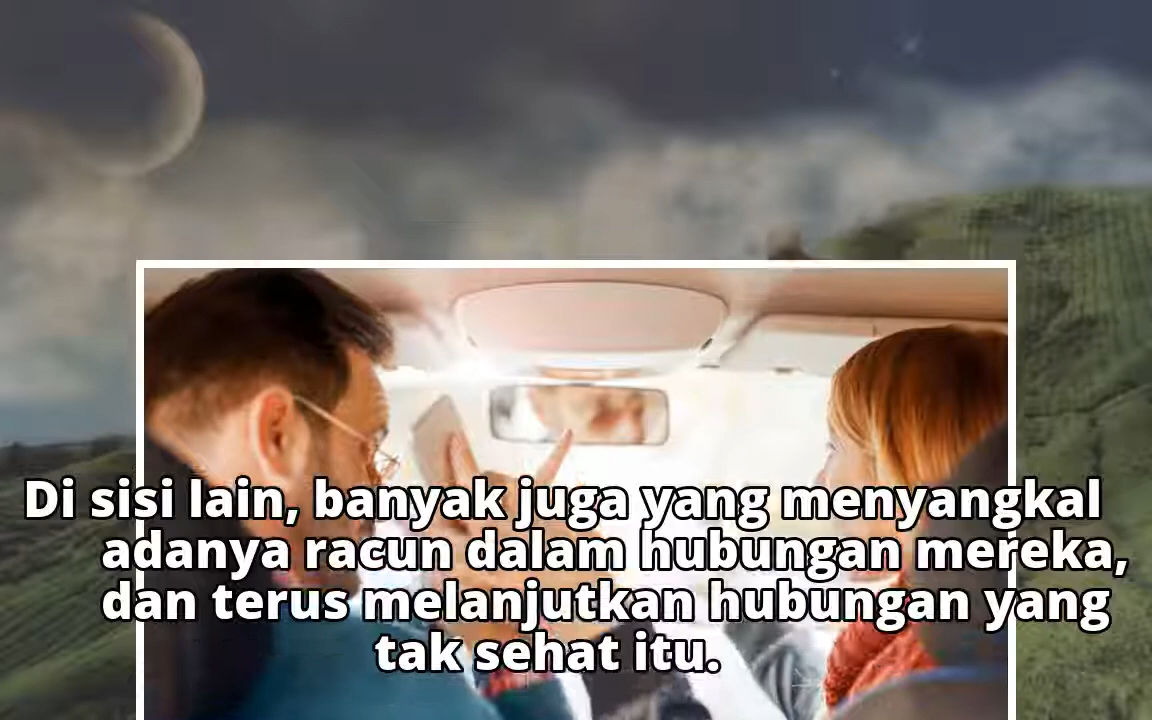 Di sisi lain, banyak juga yang menyangkal
adanya racun dalam hubungan mereka,
dan terus melanjutkan hubungan yang
tak sehat itu.